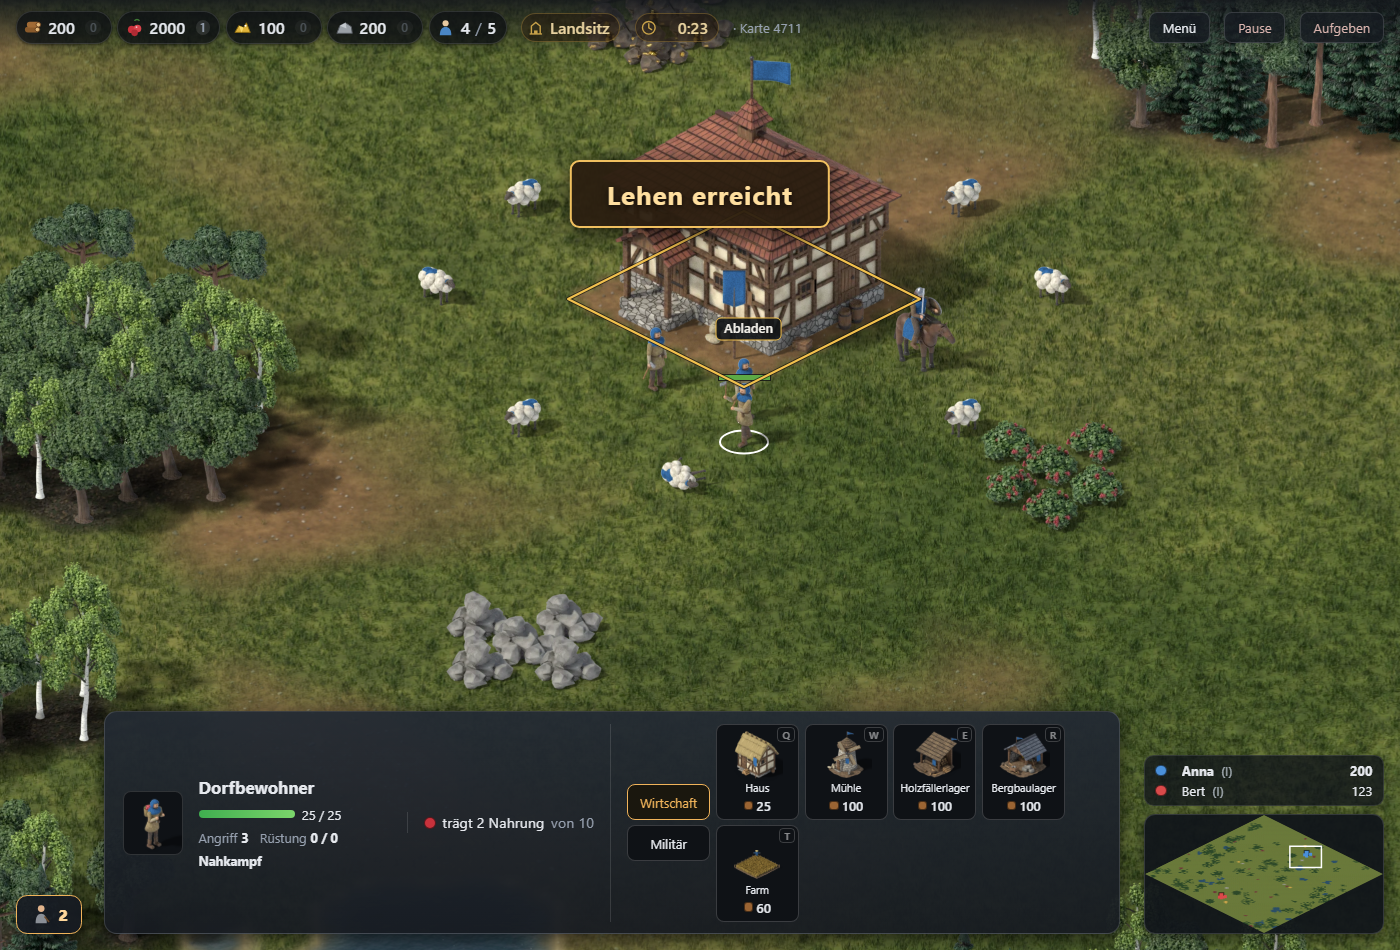 200 0 2000 1 100 0 200 0 4 / 5 Landsitz 0:23 · Karte 4711 Menü Pause Aufgeben
Lehen erreicht
Abladen
Dorfbewohner
25 / 25
Angriff 3 Rüstung 0 / 0
Nahkampf
trägt 2 Nahrung von 10
Wirtschaft
Militär
Q
Haus
25
W
Mühle
100
E
Holzfällerlager
100
R
Bergbaulager
100
T
Farm
60
2
Anna (I) 200
Bert (I) 123